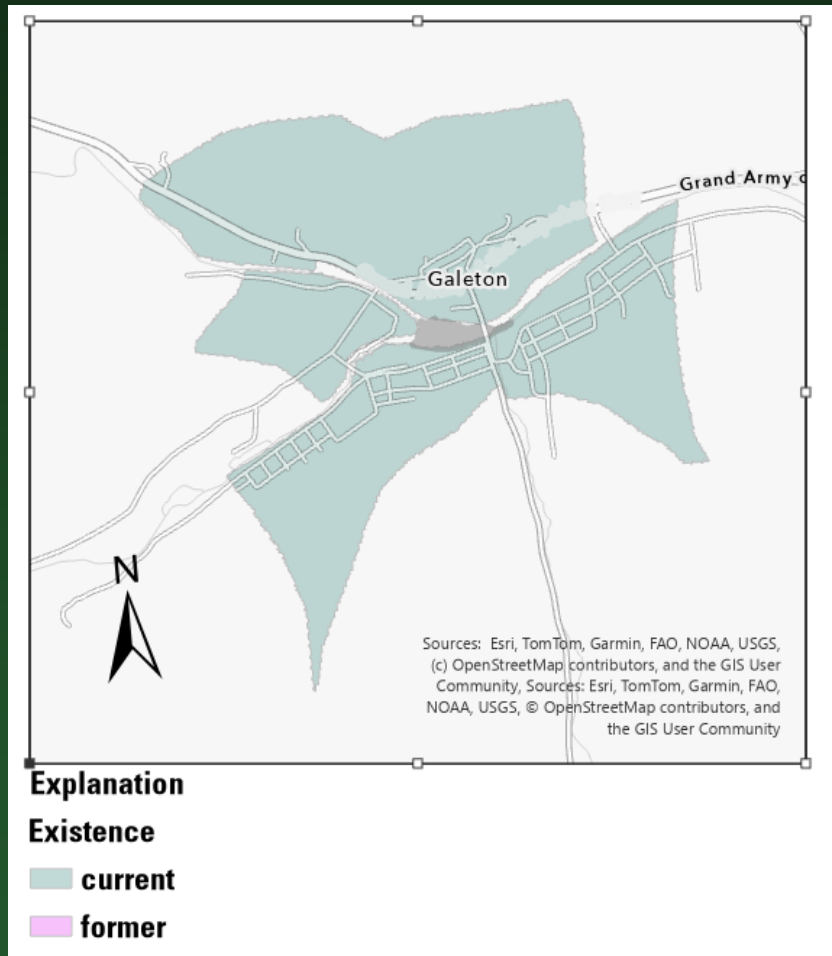 Grand Army o
Galeton
N
Sources: Esri, TomTom, Garmin, FAO, NOAA, USGS,
(c) OpenStreetMap contributors, and the GIS User
Community, Sources: Esri, TomTom, Garmin, FAO,
NOAA, USGS, © OpenStreetMap contributors, and
the GIS User Community
Explanation
Existence
current
former